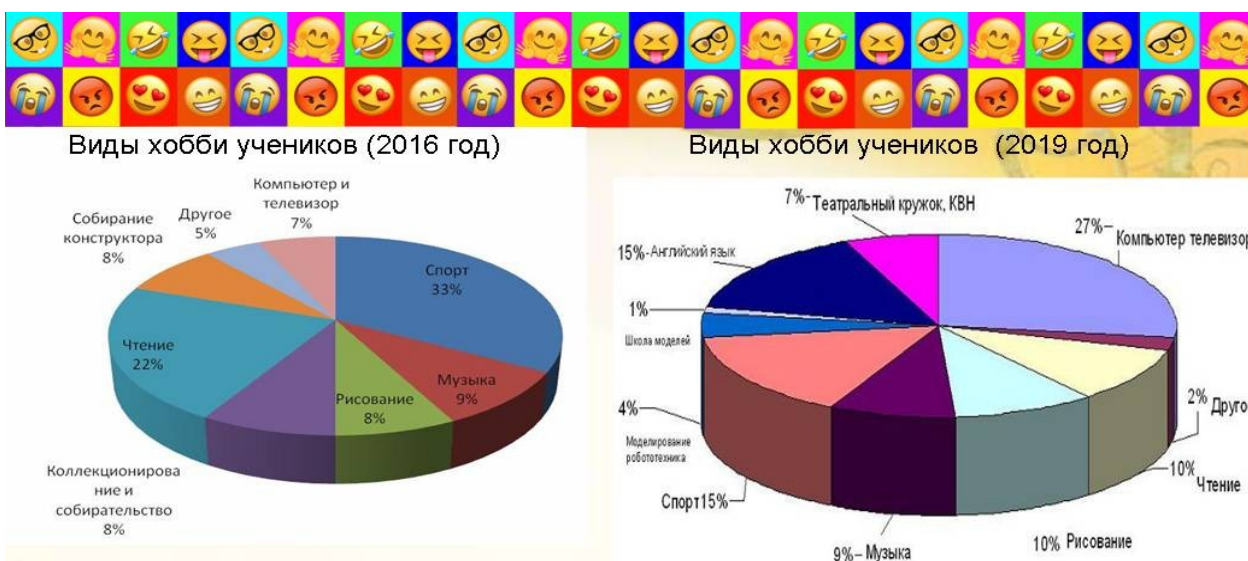 Виды хобби учеников (2016 год)
Компьютер и
телевизор
7%
Другое
5%
Собирание
конструктора
8%
Спорт
33%
Чтение
22%
Музыка
9%
Рисование
8%
Коллекционирова
ние и
собирательство
8%
Виды хобби учеников (2019 год)
7%-Театральный кружок, КВН
27%-
Компьютер телевизор
15%-Английский язык
1%
Школа моделей
4%
Моделирование
робототехника
2% Друго
10%
Чтение
Спорт15%
10% Рисование
9%-Музыка